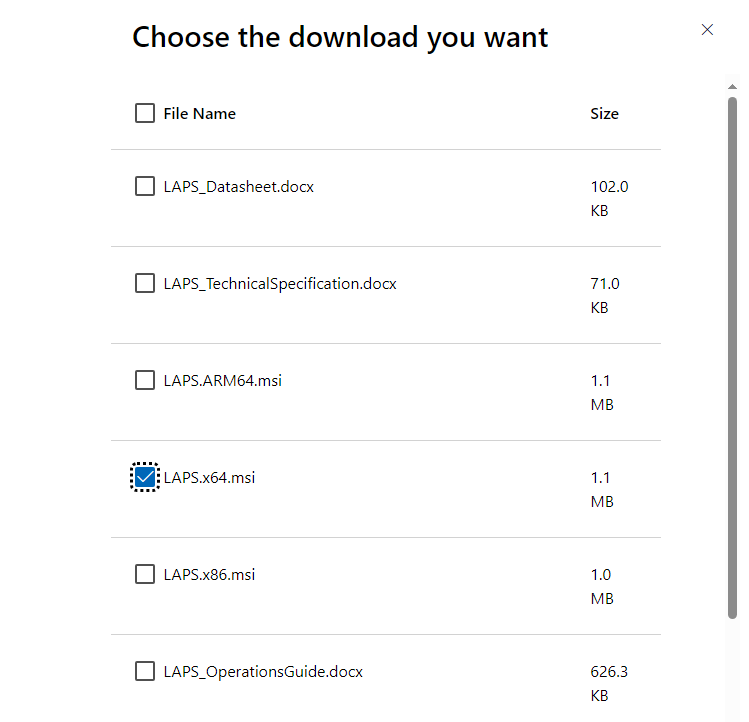 Choose the download you want
File Name Size
LAPS_Datasheet.docx 102.0
KB
LAPS_TechnicalSpecification.docx 71.0
KB
LAPS.ARM64.msi 1.1
MB
LAPS.x64.msi 1.1
MB
LAPS.x86.msi 1.0
MB
LAPS_OperationsGuide.docx 626.3
KB